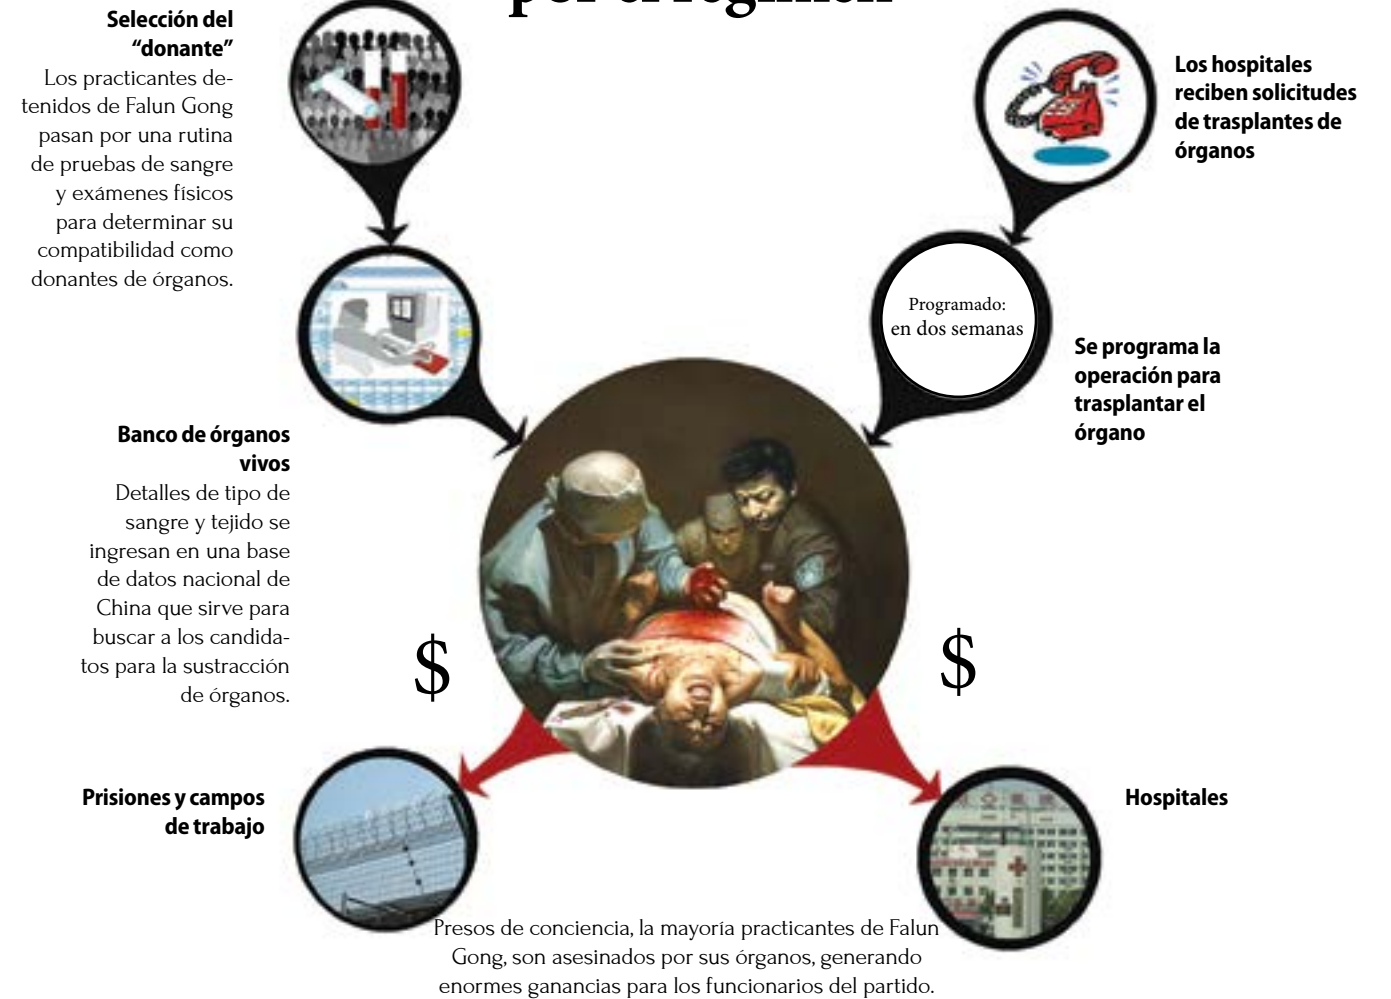 por el régimen
Selección del
“donante”
Los practicantes de-
tenidos de Falun Gong
pasan por una rutina
de pruebas de sangre
y exámenes físicos
para determinar su
compatibilidad como
donantes de órganos.
Los hospitales
reciben solicitudes
de trasplantes de
órganos
Programado:
en dos semanas
Se programa la
operación para
trasplantar el
órgano
Banco de órganos
vivos
Detalles de tipo de
sangre y tejido se
ingresan en una base
de datos nacional de
China que sirve para
buscar a los candida-
tos para la sustracción
de órganos.
$
$
Prisiones y campos
de trabajo
Hospitales
Presos de conciencia, la mayoría practicantes de Falun
Gong, son asesinados por sus órganos, generando
enormes ganancias para los funcionarios del partido.